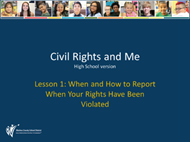 Civil Rights and Me
High School version
Lesson 1: When and How to Report
When Your Rights Have Been
Violated